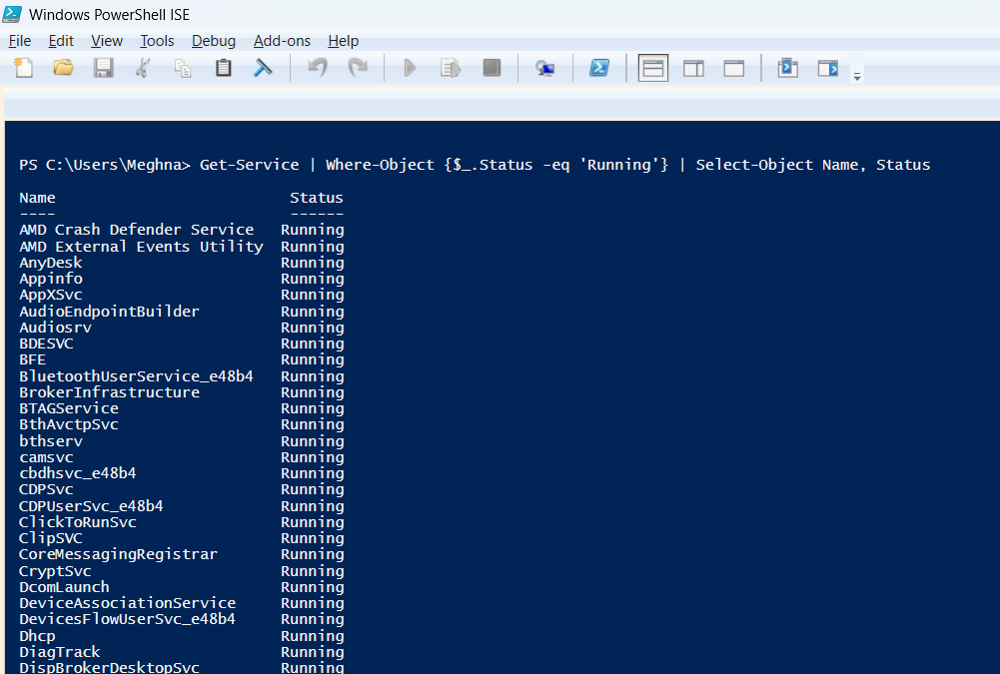 Windows PowerShell ISE
File Edit View Tools Debug Add-ons Help
PS C:\Users\Meghna> Get-Service | Where-Object {$_.Status -eq 'Running'} | Select-Object Name, Status
Name Status
---- ------
AMD Crash Defender Service Running
AMD External Events Utility Running
AnyDesk Running
Appinfo Running
AppXSvc Running
AudioEndpointBuilder Running
Audiosrv Running
BDESVC Running
BFE Running
BluetoothUserService_e48b4 Running
BrokerInfrastructure Running
BTAGService Running
BthAvctpSvc Running
bthserv Running
camsvc Running
cbdhsvc_e48b4 Running
CDPSvc Running
CDPUserSvc_e48b4 Running
ClickToRunSvc Running
ClipSVC Running
CoreMessagingRegistrar Running
CryptSvc Running
DcomLaunch Running
DeviceAssociationService Running
DevicesFlowUserSvc_e48b4 Running
Dhcp Running
DiagTrack Running
DispBrokerDesktopSvc Running